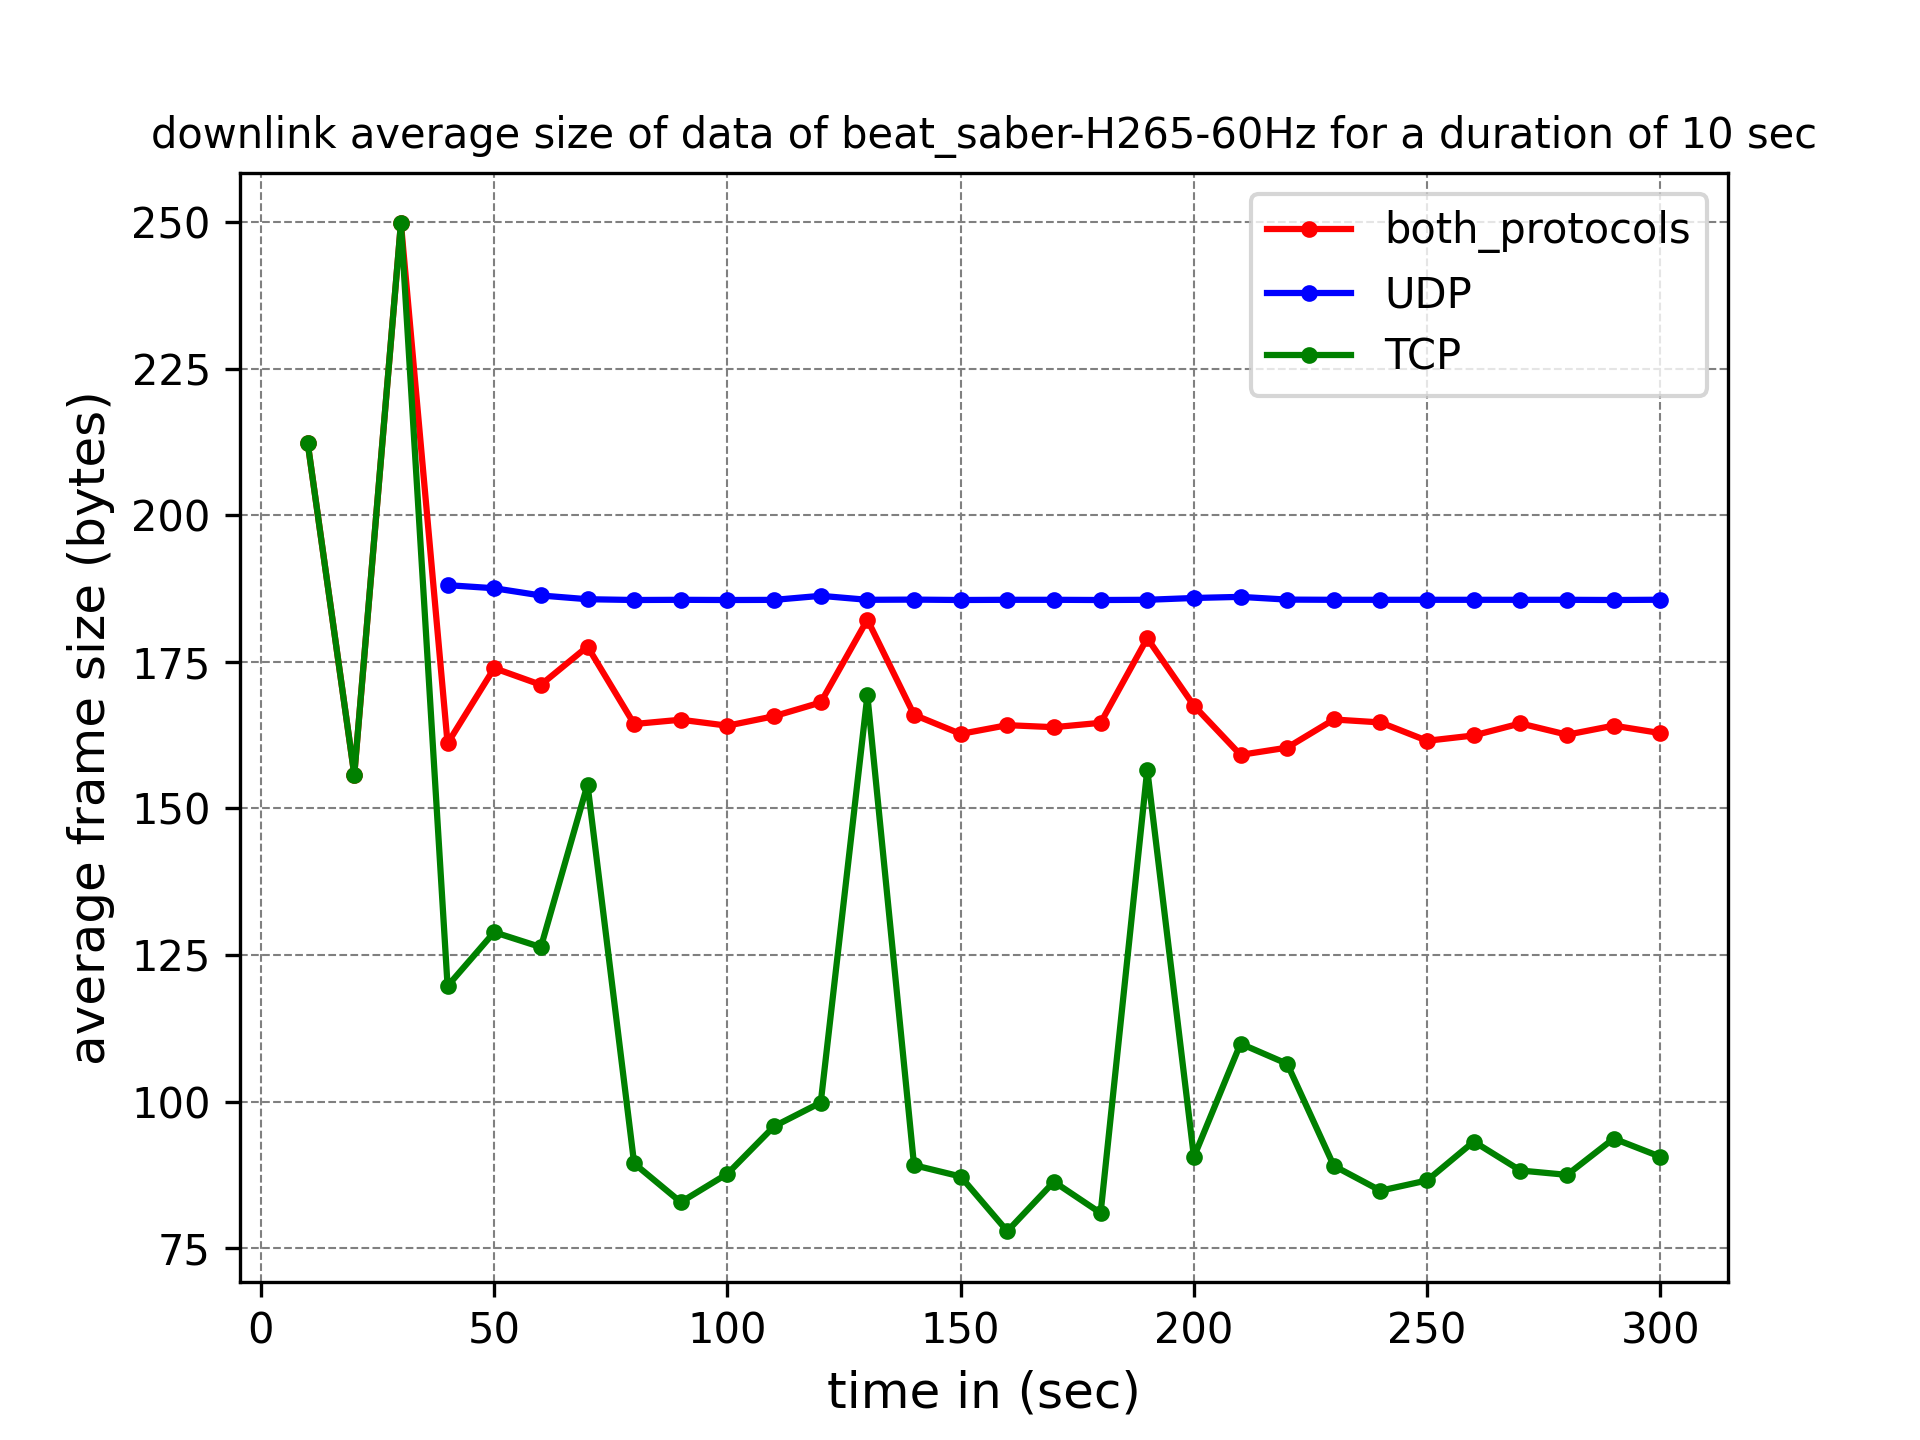 downlink average size of data of beat_saber-H265-60Hz for a duration of 10 sec
both_protocols
UDP
TCP
average frame size (bytes)
250
225
200
175
150
125
100
75
0 50 100 150 200 250 300
time in (sec)